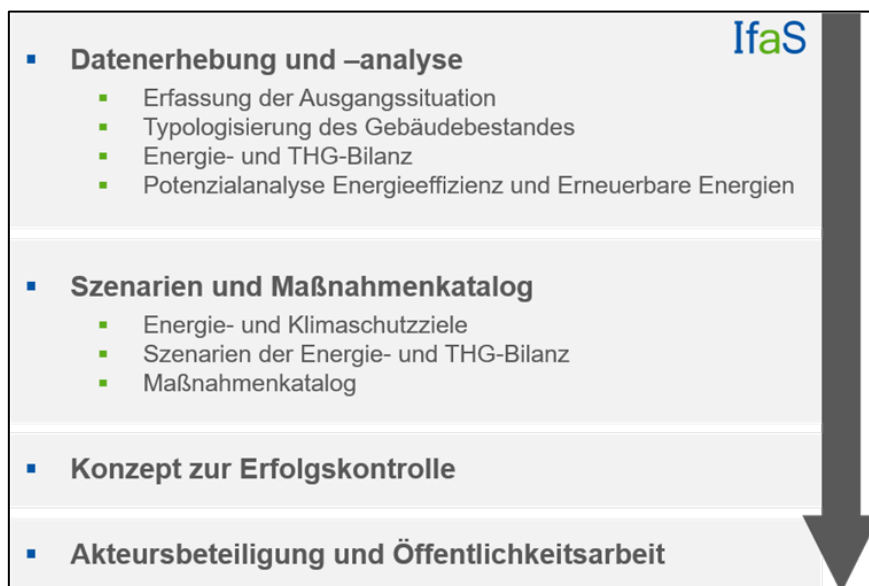 IfaS
Datenerhebung und –analyse
Erfassung der Ausgangssituation
Typologisierung des Gebäudebestandes
Energie- und THG-Bilanz
Potenzialanalyse Energieeffizienz und Erneuerbare Energien
Szenarien und Maßnahmenkatalog
Energie- und Klimaschutzziele
Szenarien der Energie- und THG-Bilanz
Maßnahmenkatalog
Konzept zur Erfolgskontrolle
Akteursbeteiligung und Öffentlichkeitsarbeit